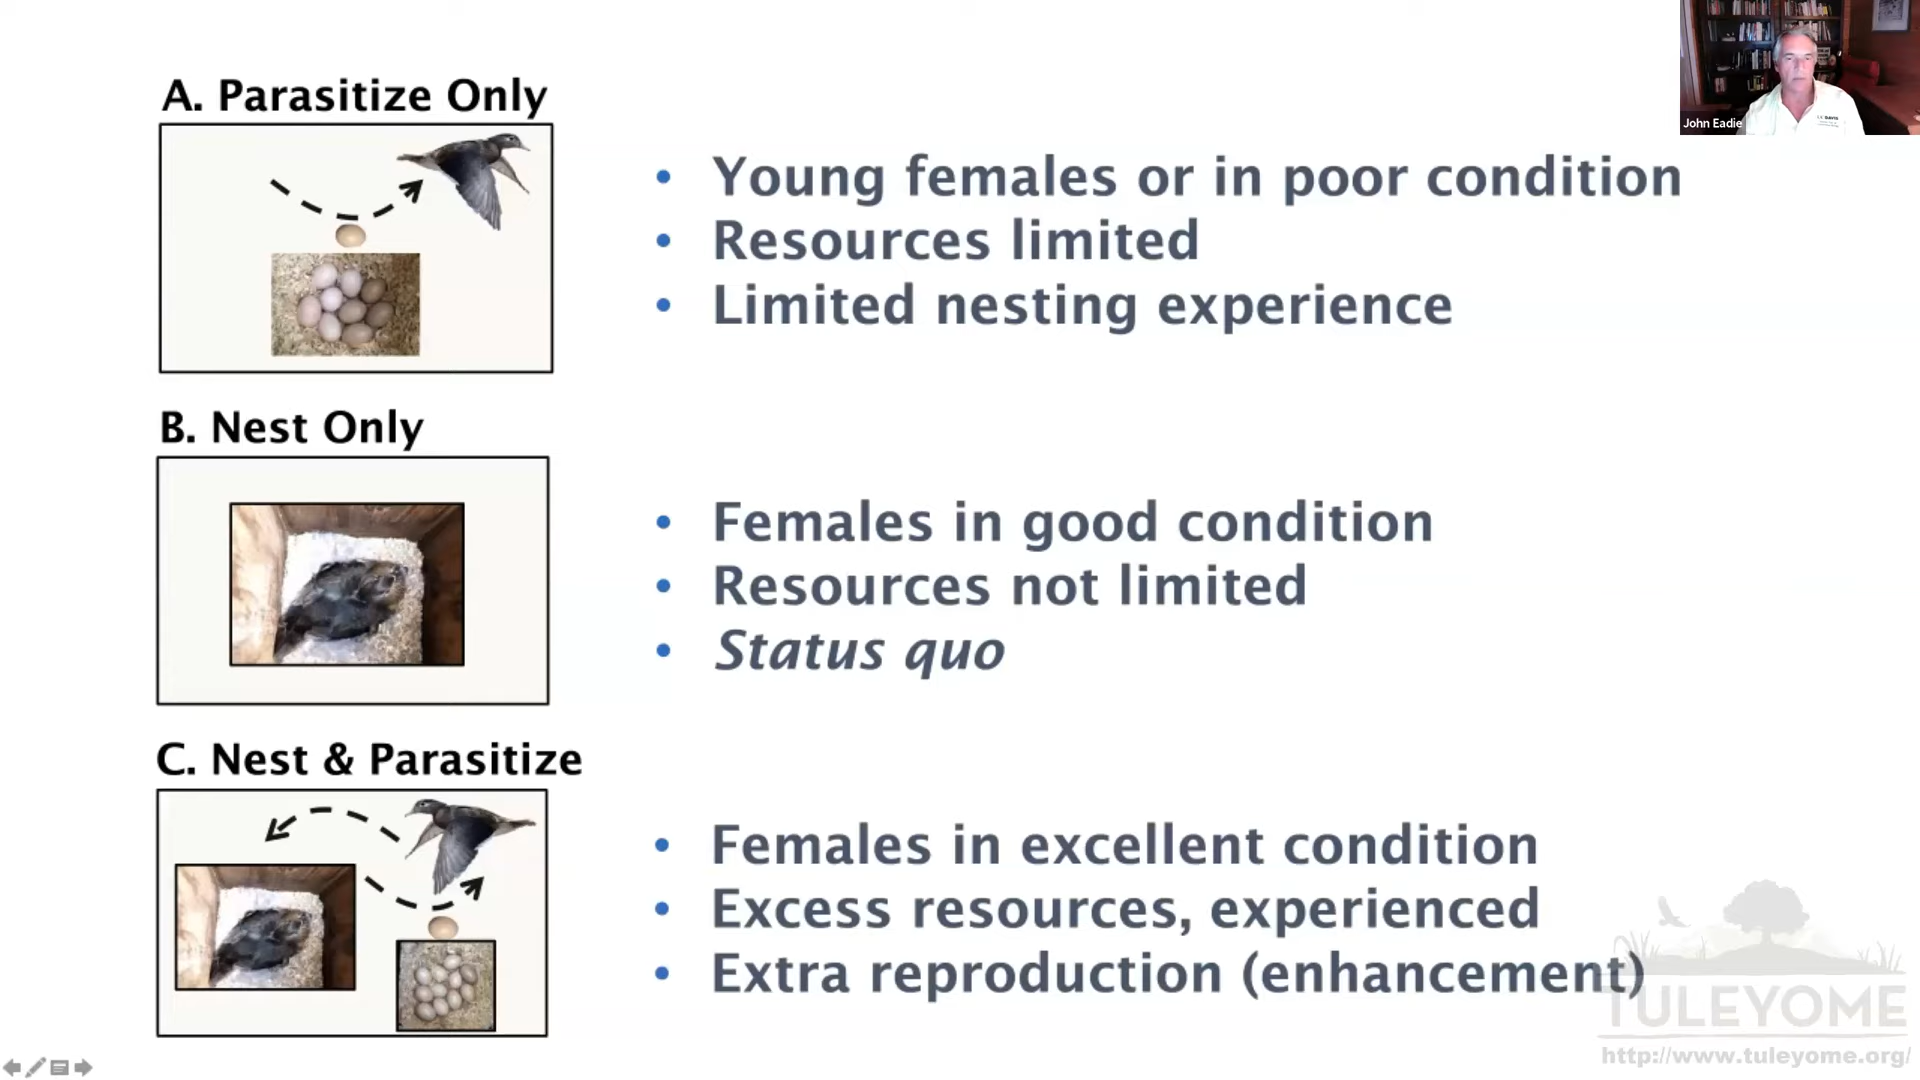 John Eadie
A. Parasitize Only
• Young females or in poor condition
• Resources limited
• Limited nesting experience
B. Nest Only
• Females in good condition
• Resources not limited
• Status quo
C. Nest & Parasitize
• Females in excellent condition
• Excess resources, experienced
• Extra reproduction (enhancement)
TULEYOME
http://www.tuleyome.org/